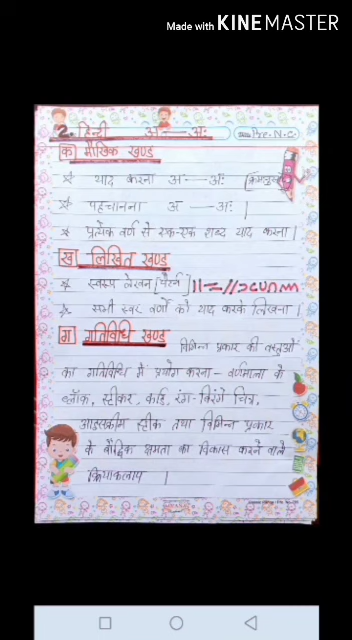 Made with KINEMASTER
2. हिन्दी अ — अः Pre. N.C.
क मौखिक खण्ड
* याद करना अ — अः
* पहचानना अ — अः |
* प्रत्येक वर्ण से एक-एक शब्द याद करना |
ख लिखित खण्ड
* स्वरूप लेखन [पैटर्न]
* सभी स्वर वर्णों को याद करके लिखना |
ग गतिविधि खण्ड विभिन्न प्रकार की वस्तुओं
का गतिविधि में प्रयोग करना - वर्णमाला के
ब्लॉक, स्टीकर, कार्ड, रंग-बिरंगे चित्र,
आइसक्रीम स्टीक तथा विभिन्न प्रकार
के बौद्धिक क्षमता का विकास करने वाले
क्रियाकलाप |